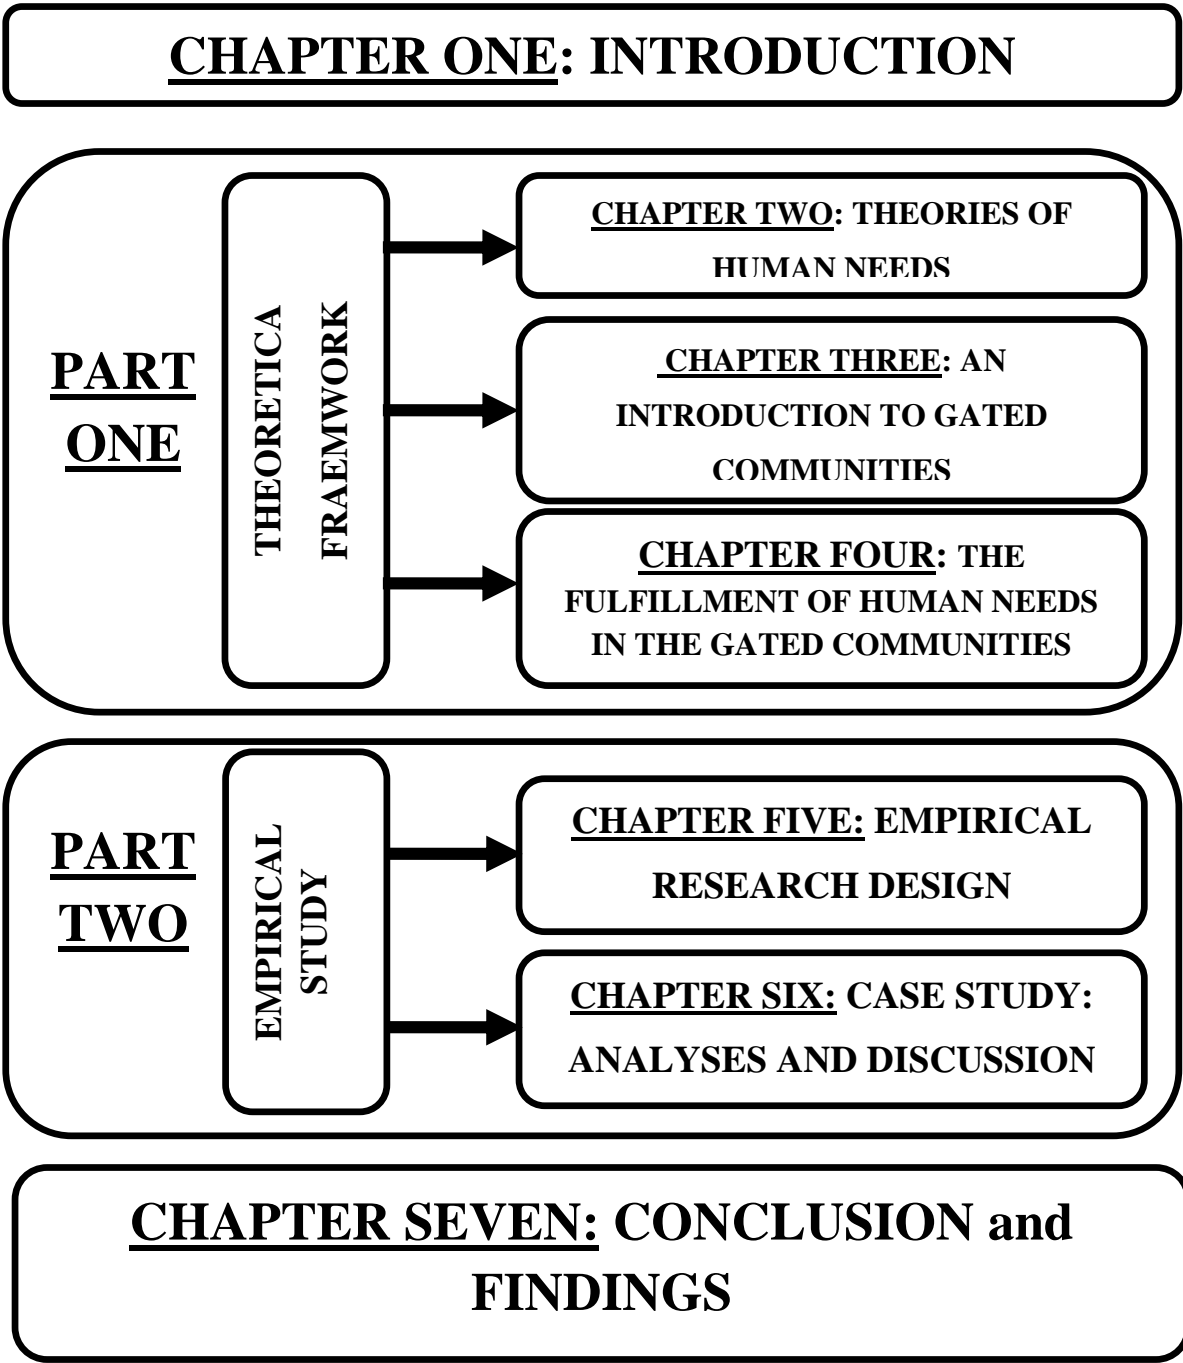 CHAPTER ONE: INTRODUCTION
PART
ONE
THEORETICA
FRAEMWORK
CHAPTER TWO: THEORIES OF
HUMAN NEEDS
CHAPTER THREE: AN
INTRODUCTION TO GATED
COMMUNITIES
CHAPTER FOUR: THE
FULFILLMENT OF HUMAN NEEDS
IN THE GATED COMMUNITIES
PART
TWO
EMPIRICAL
STUDY
CHAPTER FIVE: EMPIRICAL
RESEARCH DESIGN
CHAPTER SIX: CASE STUDY:
ANALYSES AND DISCUSSION
CHAPTER SEVEN: CONCLUSION and
FINDINGS